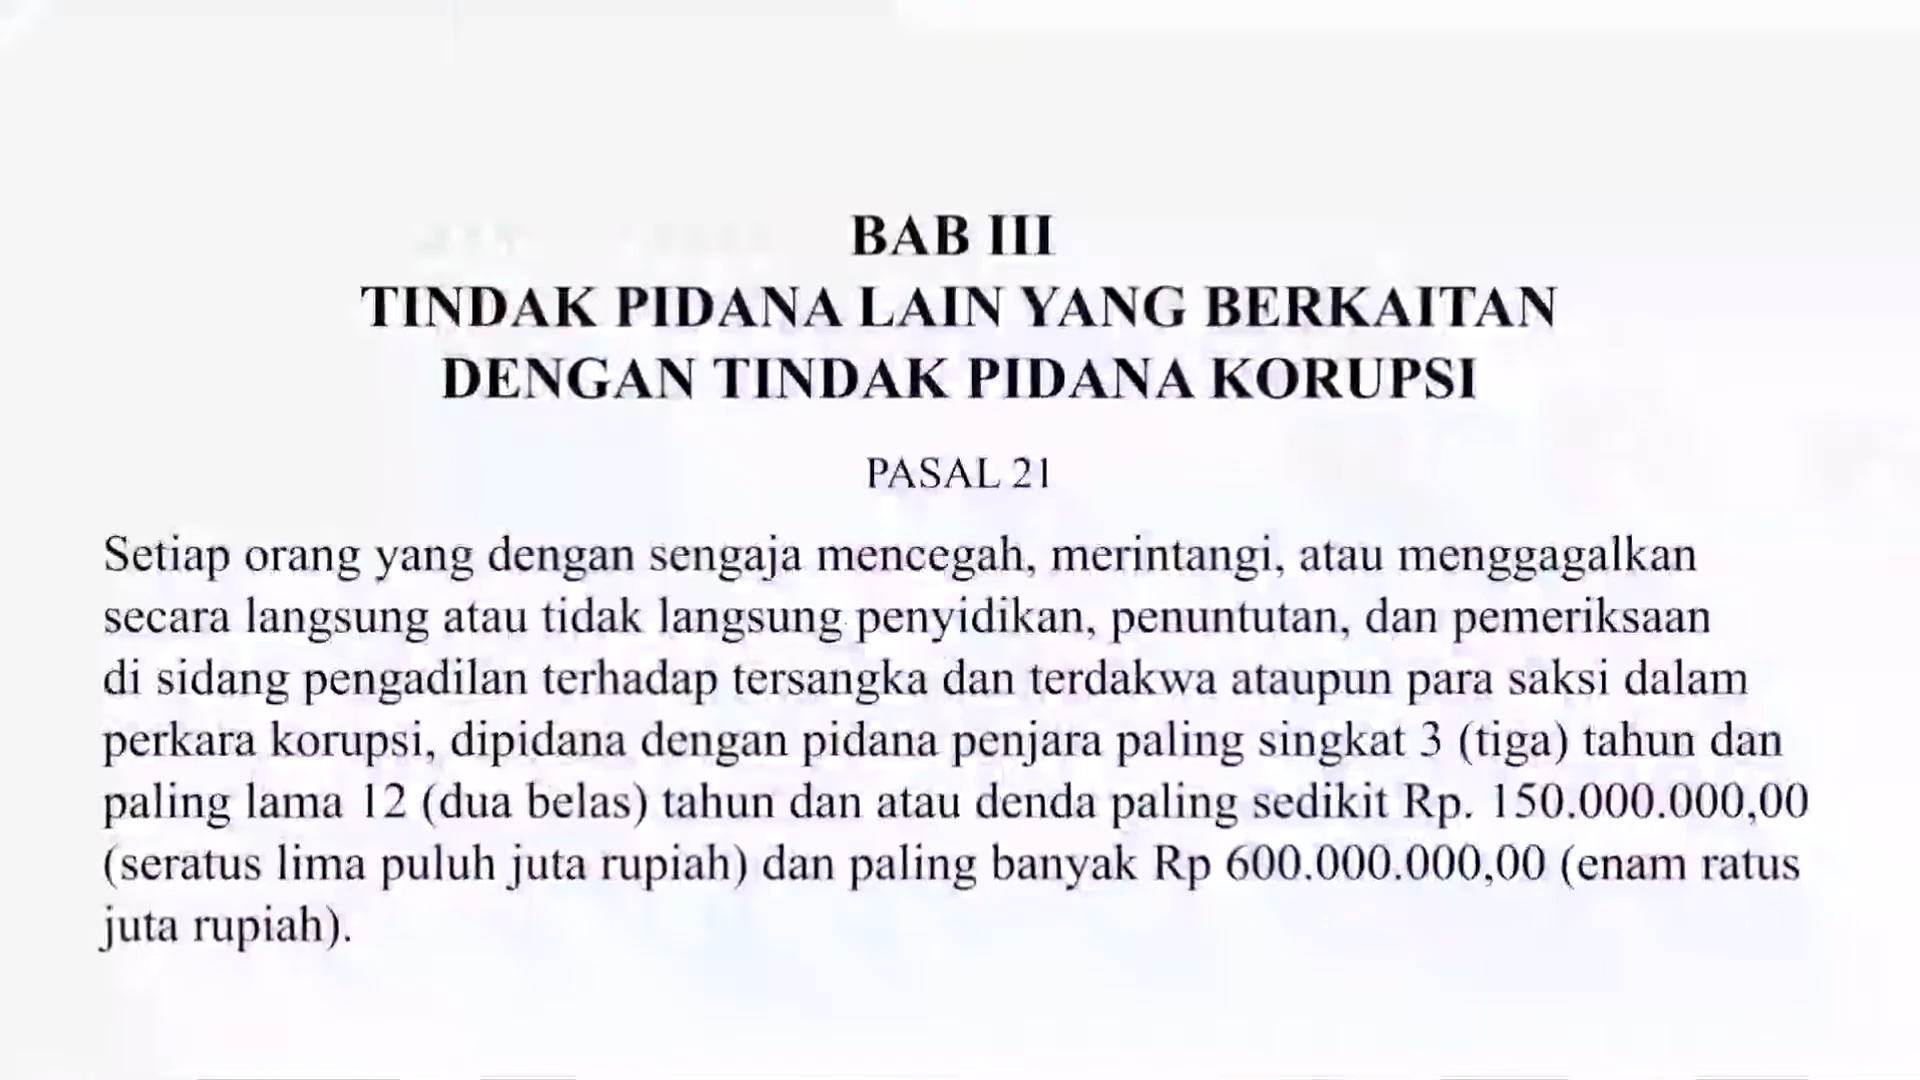 BAB III
TINDAK PIDANA LAIN YANG BERKAITAN
DENGAN TINDAK PIDANA KORUPSI
PASAL 21
Setiap orang yang dengan sengaja mencegah, merintangi, atau menggagalkan
secara langsung atau tidak langsung penyidikan, penuntutan, dan pemeriksaan
di sidang pengadilan terhadap tersangka dan terdakwa ataupun para saksi dalam
perkara korupsi, dipidana dengan pidana penjara paling singkat 3 (tiga) tahun dan
paling lama 12 (dua belas) tahun dan atau denda paling sedikit Rp. 150.000.000,00
(seratus lima puluh juta rupiah) dan paling banyak Rp 600.000.000,00 (enam ratus
juta rupiah).